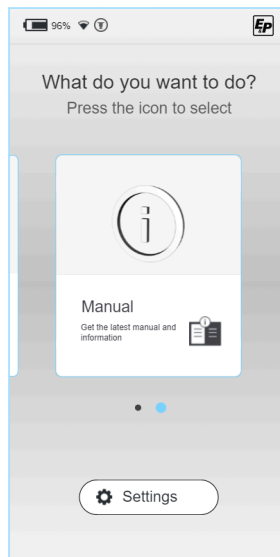 96%
EP
What do you want to do?
Press the icon to select
i
Manual
Get the latest manual and
information
Settings